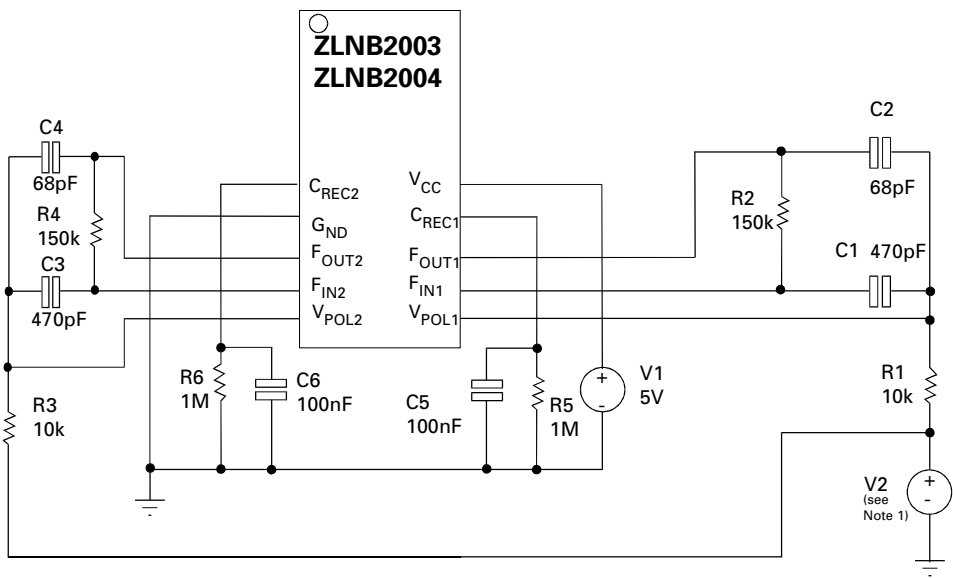 ZLNB2003
ZLNB2004
C4
68pF
R4
150k
C3
470pF
R3
10k
CREC2
GND
FOUT2
FIN2
VPOL2
VCC
CREC1
FOUT1
FIN1
VPOL1
R6
1M
C6
100nF
C5
100nF
R5
1M
+
-
V1
5V
C2
68pF
R2
150k
C1 470pF
R1
10k
V2
(see
Note 1)
+
-